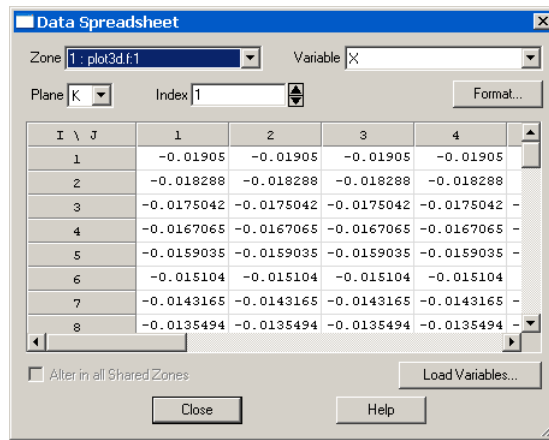 Data Spreadsheet
Zone 1 : plot3d.f:1 Variable X
Plane K Index 1 Format...
I \ J 1 2 3 4
1 -0.01905 -0.01905 -0.01905 -0.01905
2 -0.018288 -0.018288 -0.018288 -0.018288
3 -0.0175042 -0.0175042 -0.0175042 -0.0175042 -
4 -0.0167065 -0.0167065 -0.0167065 -0.0167065 -
5 -0.0159035 -0.0159035 -0.0159035 -0.0159035 -
6 -0.015104 -0.015104 -0.015104 -0.015104
7 -0.0143165 -0.0143165 -0.0143165 -0.0143165 -
8 -0.0135494 -0.0135494 -0.0135494 -0.0135494 -
Alter in all Shared Zones Load Variables...
Close Help